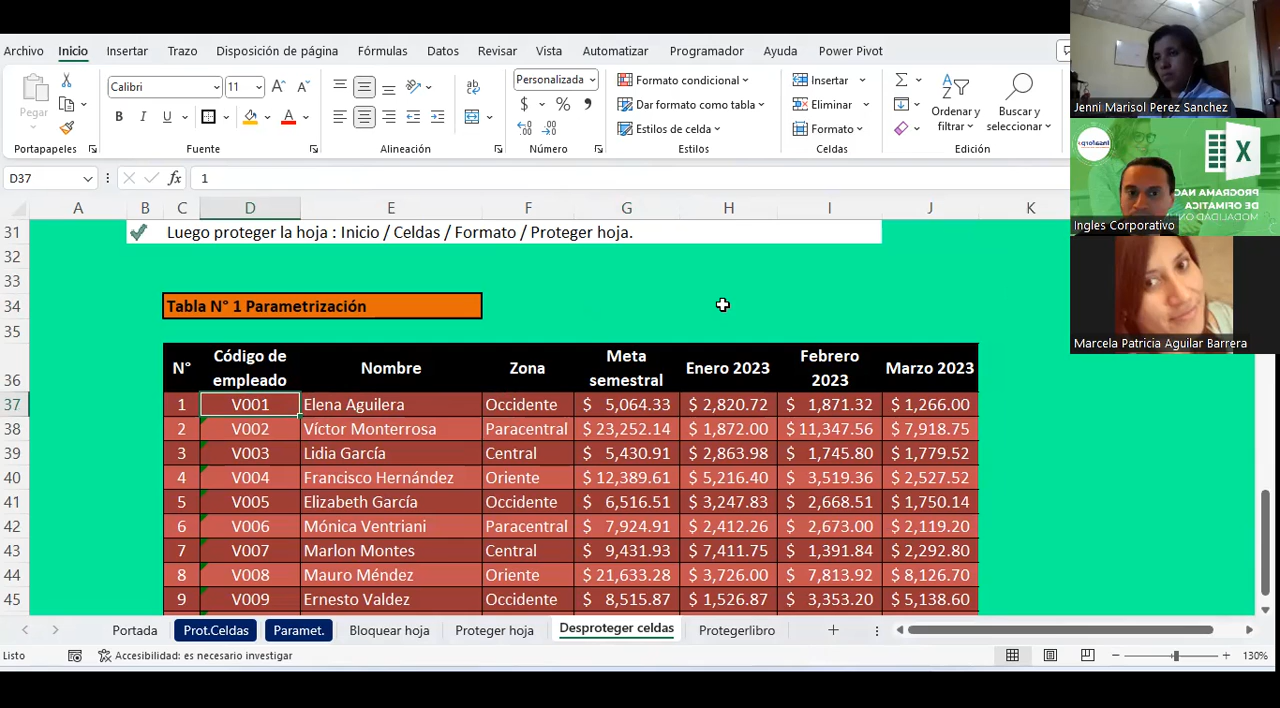 Archivo Inicio Insertar Trazo Disposición de página Fórmulas Datos Revisar Vista Automatizar Programador Ayuda Power Pivot
Pegar
Portapapeles
Calibri 11
N K S
Fuente
Alineación
Personalizada
$ % 
Número
Formato condicional
Dar formato como tabla
Estilos de celda
Estilos
Insertar
Eliminar
Formato
Celdas
Ordenar y filtrar
Buscar y seleccionar
Edición
D37 fx 1
A B C D E F G H I J K
31 Luego proteger la hoja : Inicio / Celdas / Formato / Proteger hoja.
32
33
34 Tabla N° 1 Parametrización
35
36 N° Código de empleado Nombre Zona Meta semestral Enero 2023 Febrero 2023 Marzo 2023
37 1 V001 Elena Aguilera Occidente $ 5,064.33 $ 2,820.72 $ 1,871.32 $ 1,266.00
38 2 V002 Víctor Monterrosa Paracentral $ 23,252.14 $ 1,872.00 $ 11,347.56 $ 7,918.75
39 3 V003 Lidia García Central $ 5,430.91 $ 2,863.98 $ 1,745.80 $ 1,779.52
40 4 V004 Francisco Hernández Oriente $ 12,389.61 $ 5,216.40 $ 3,519.36 $ 2,527.52
41 5 V005 Elizabeth García Occidente $ 6,516.51 $ 3,247.83 $ 2,668.51 $ 1,750.14
42 6 V006 Mónica Ventriani Paracentral $ 7,924.91 $ 2,412.26 $ 2,673.00 $ 2,119.20
43 7 V007 Marlon Montes Central $ 9,431.93 $ 7,411.75 $ 1,391.84 $ 2,292.80
44 8 V008 Mauro Méndez Oriente $ 21,633.28 $ 3,726.00 $ 7,813.92 $ 8,126.70
45 9 V009 Ernesto Valdez Occidente $ 8,515.87 $ 1,526.87 $ 3,353.20 $ 5,138.60
Portada Prot.Celdas Paramet. Bloquear hoja Proteger hoja Desproteger celdas Protegerlibro
Listo Accesibilidad: es necesario investigar 130%
Jenni Marisol Perez Sanchez
Insaforp
X
PROGRAMA NAC
DE OFIMATICA
MODALIDAD ON
Ingles Corporativo
Marcela Patricia Aguilar Barrera